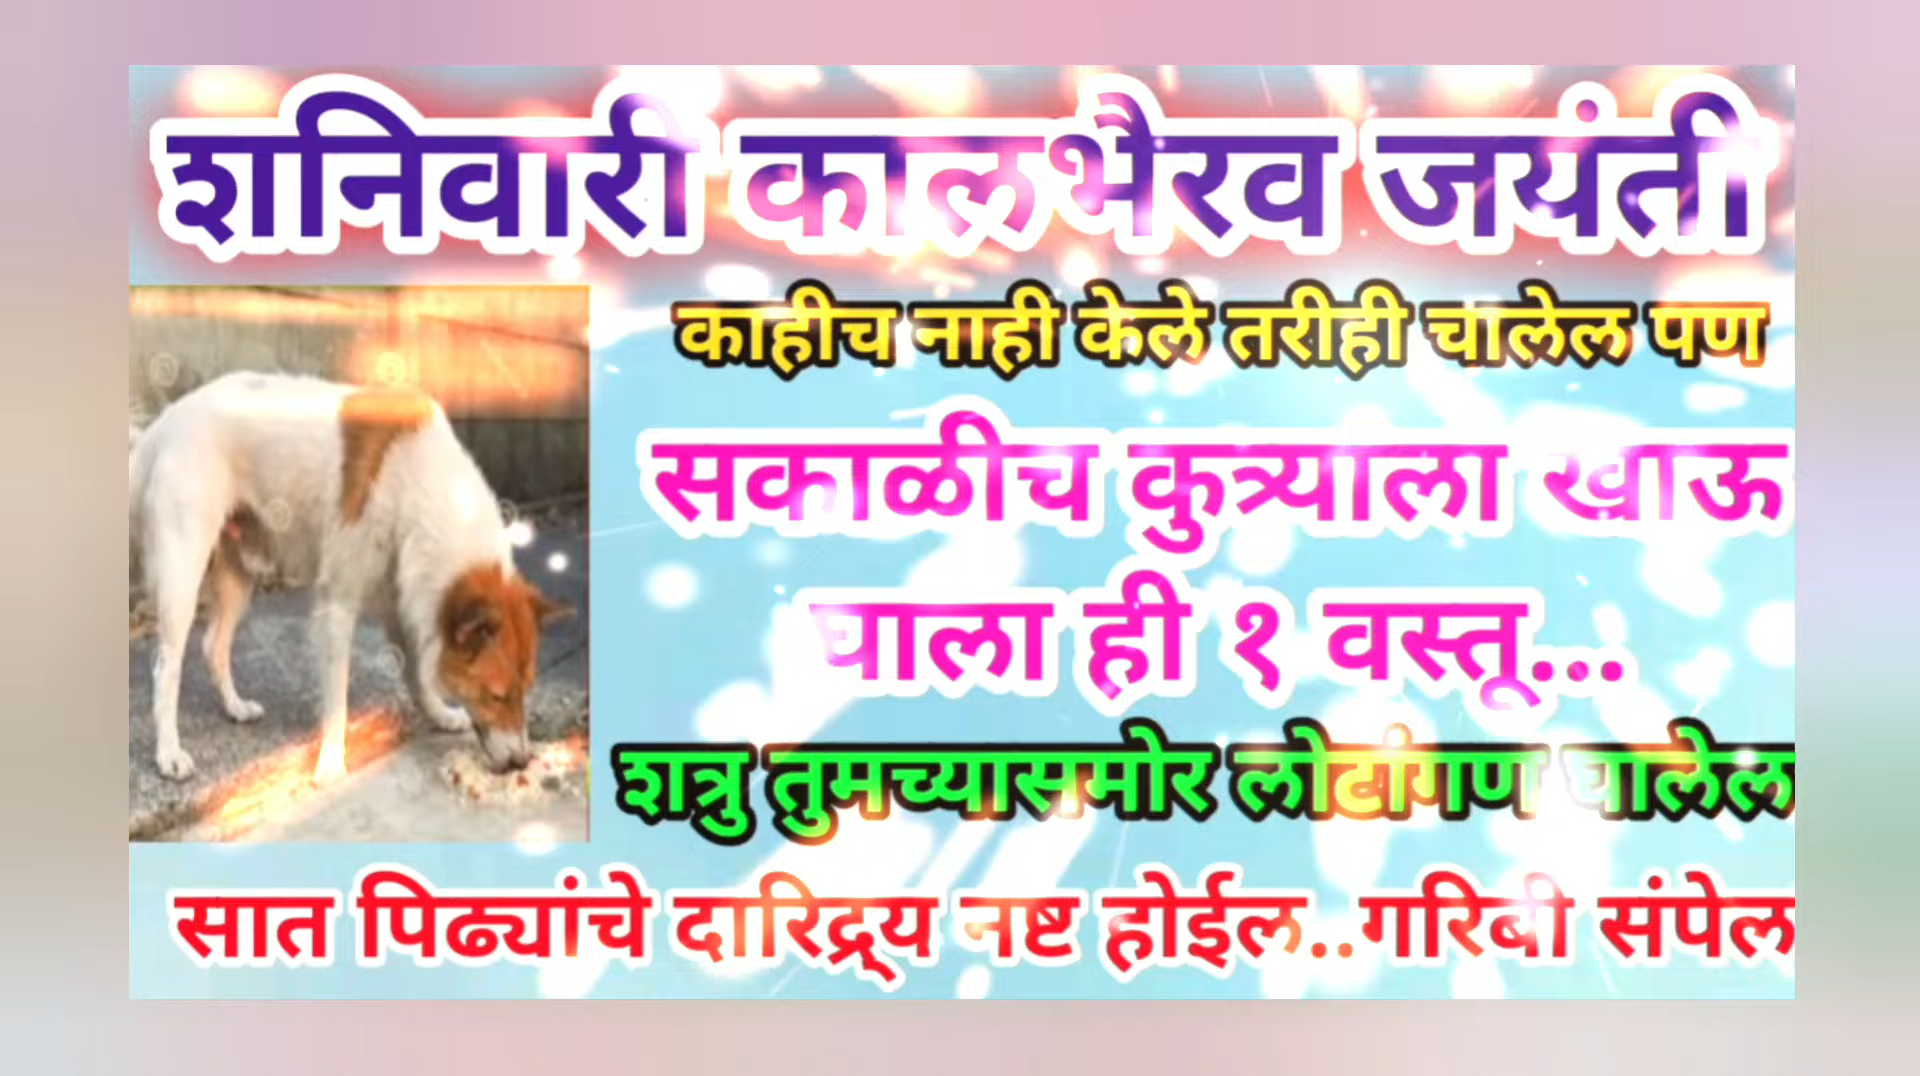 शनिवारी कालभैरव जयंती
काहीच नाही केले तरीही चालेल पण
सकाळीच कुत्र्याला खाऊ
घाला ही १ वस्तू...
शत्रु तुमच्यासमोर लोटांगण घालेल
सात पिढ्यांचे दारिद्र्य नष्ट होईल..गरिबी संपेल